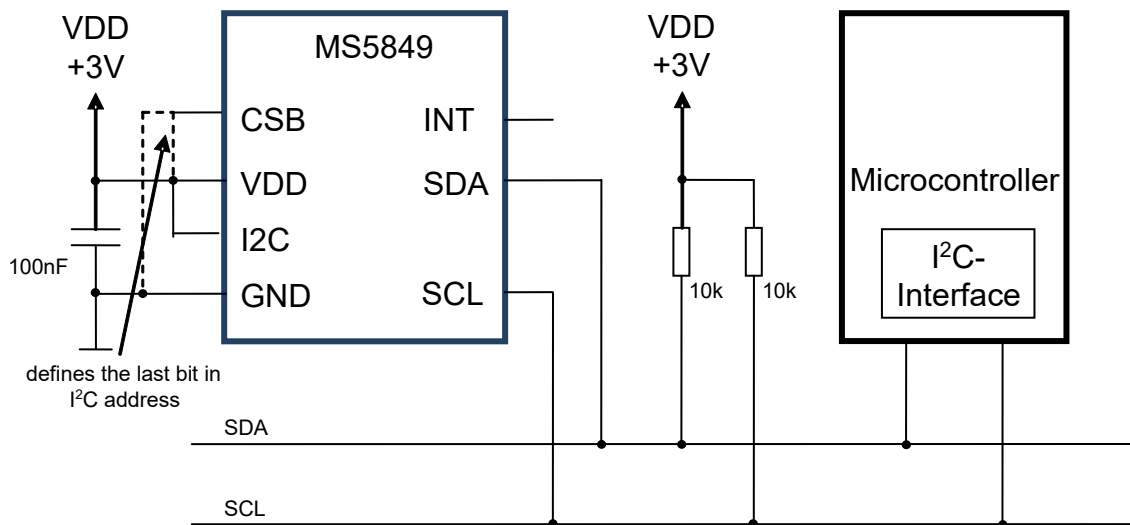 VDD
+3V
MS5849
CSB
INT
VDD
SDA
I2C
GND
SCL
100nF
defines the last bit in
I²C address
VDD
+3V
10k
10k
Microcontroller
I²C-
Interface
SDA
SCL